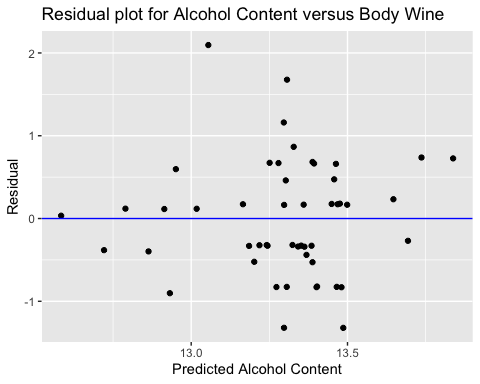 Residual plot for Alcohol Content versus Body Wine
2
1
0
-1
Residual
13.0
13.5
Predicted Alcohol Content